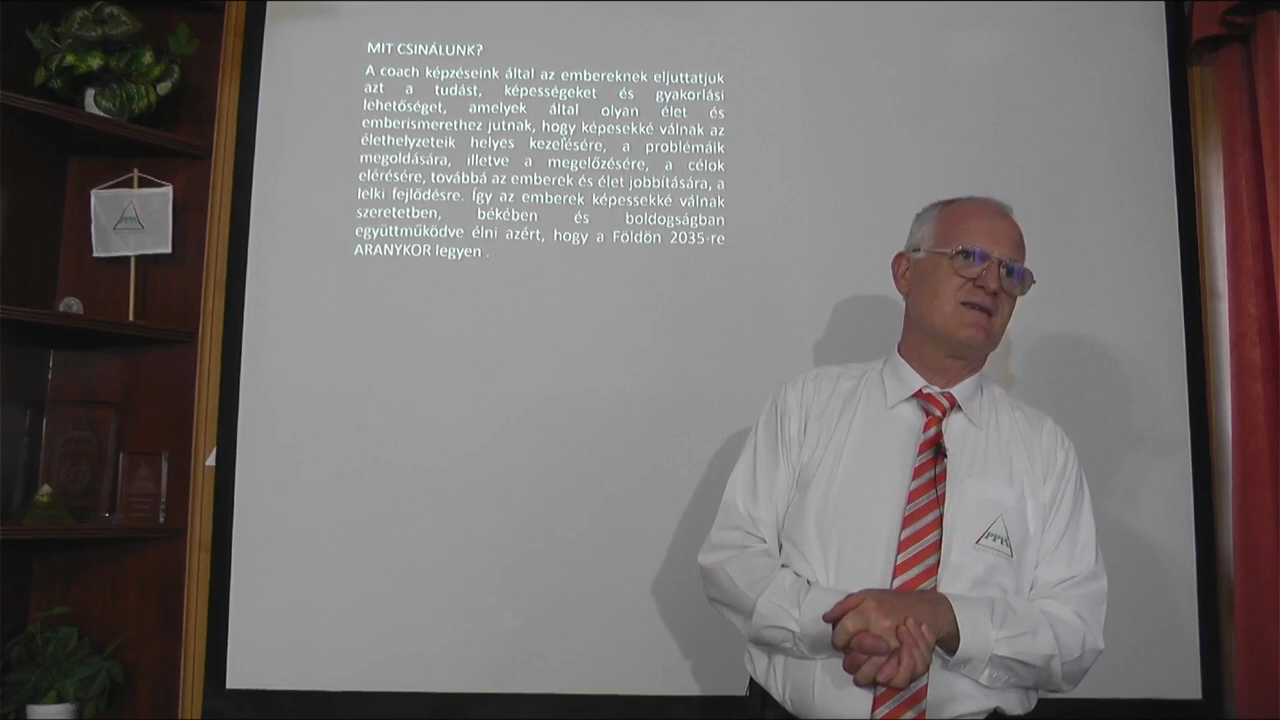 MIT CSINÁLUNK?
A coach képzéseink által az embereknek eljuttatjuk
azt a tudást, képességeket és gyakorlási
lehetőséget, amelyek által olyan élet és
emberismerethez jutnak, hogy képesekké válnak az
élethelyzeteik helyes kezelésére, a problémáik
megoldására, illetve a megelőzésére, a célok
elérésére, továbbá az emberek és élet jobbítására, a
lelki fejlődésre. Így az emberek képessekké válnak
szeretetben, békében és boldogságban
együttműködve élni azért, hogy a Földön 2035-re
ARANYKOR legyen .